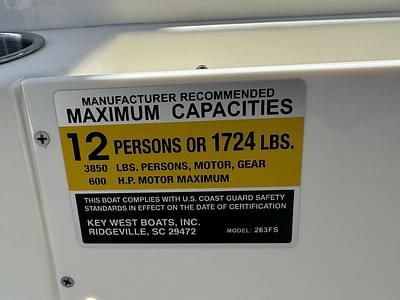 MANUFACTURER RECOMMENDED
MAXIMUM CAPACITIES
12 PERSONS OR 1724 LBS.
3850 LBS. PERSONS, MOTOR, GEAR
600 H.P. MOTOR MAXIMUM
THIS BOAT COMPLIES WITH U.S. COAST GUARD SAFETY
STANDARDS IN EFFECT ON THE DATE OF CERTIFICATION
KEY WEST BOATS, INC.
RIDGEVILLE, SC 29472 MODEL: 263FS